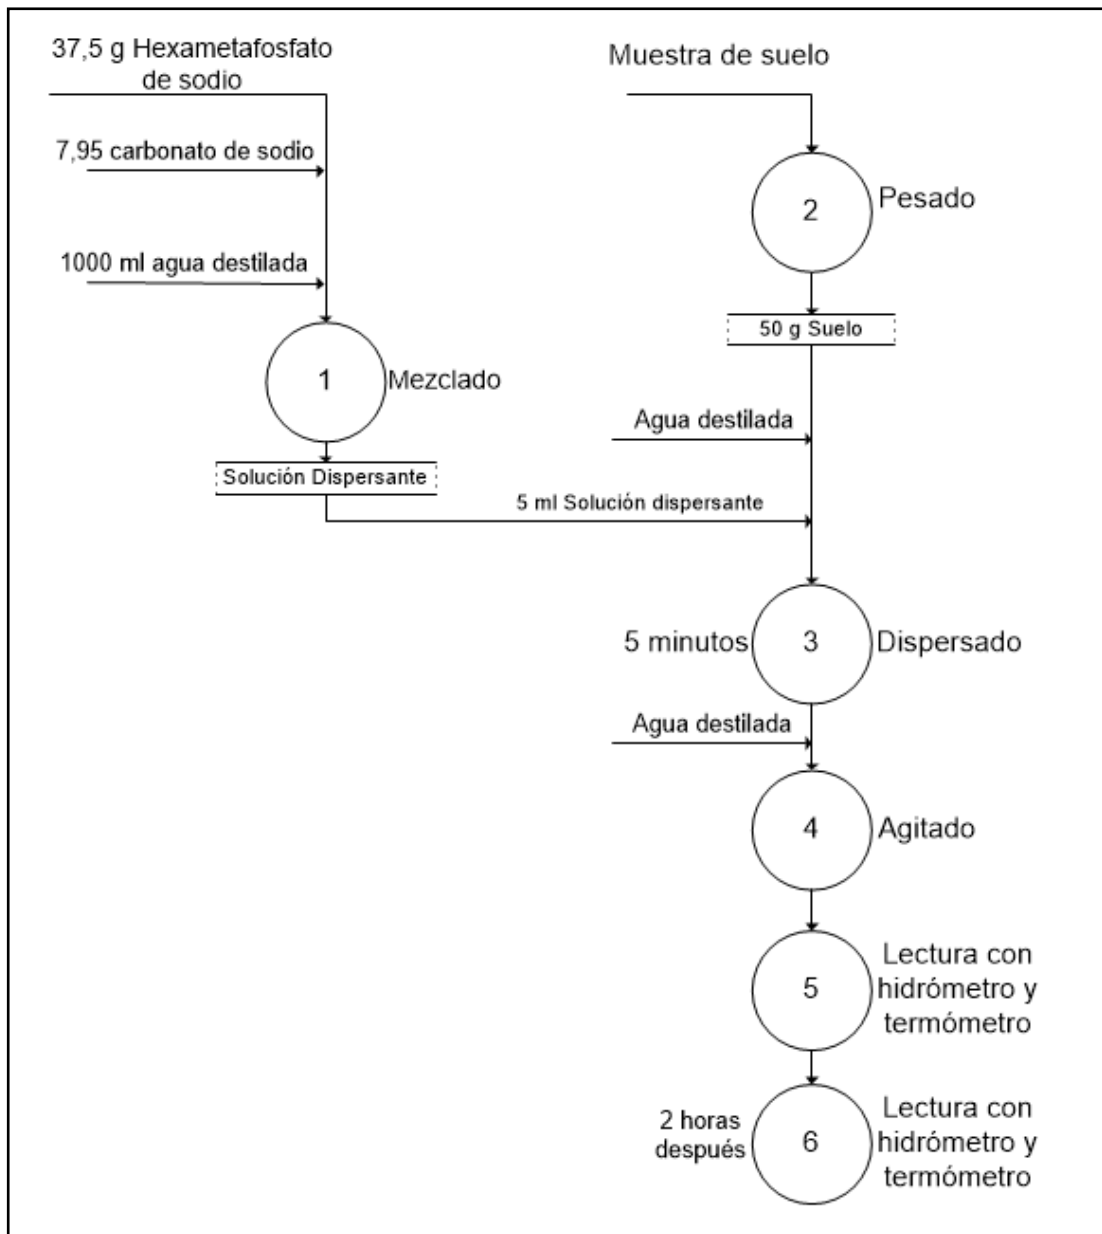 37,5 g Hexametafosfato
de sodio
7,95 carbonato de sodio
1000 ml agua destilada
1
Mezclado
Solución Dispersante
5 ml Solución dispersante
Muestra de suelo
2
Pesado
50 g Suelo
Agua destilada
5 minutos
3
Dispersado
Agua destilada
4
Agitado
5
Lectura con
hidrómetro y
termómetro
2 horas
después
6
Lectura con
hidrómetro y
termómetro